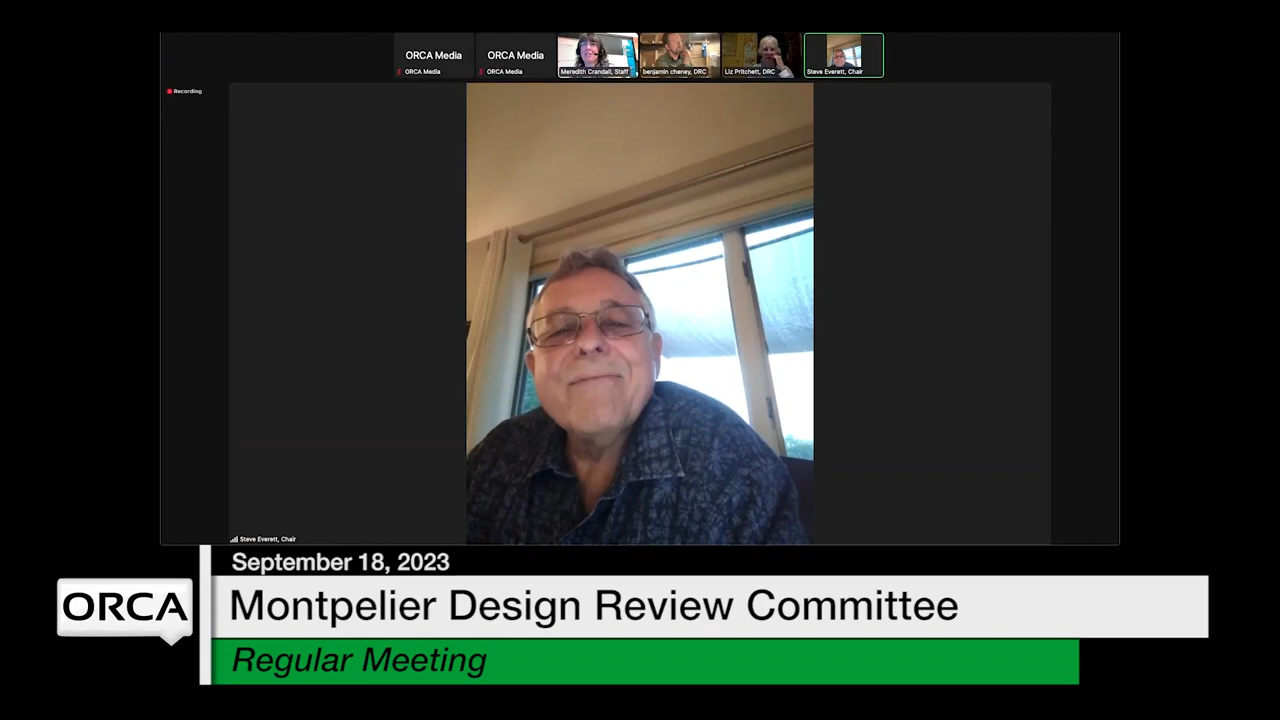 ORCA Media
ORCA Media
ORCA Media
ORCA Media
Meredith Crandall, Staff
benjamin cheney, DRC
Liz Pritchett, DRC
Steve Everett, Chair
Recording
Steve Everett, Chair
September 18, 2023
ORCA
Montpelier Design Review Committee
Regular Meeting